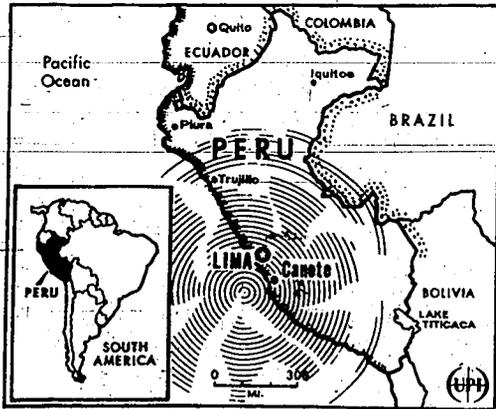 Quito
COLOMBIA
ECUADOR
Pacific
Ocean
Iquitos
BRAZIL
Piura
PERU
Trujillo
LIMA
Canete
PERU
SOUTH
AMERICA
BOLIVIA
LAKE
TITICACA
0 300
MI.
UPI